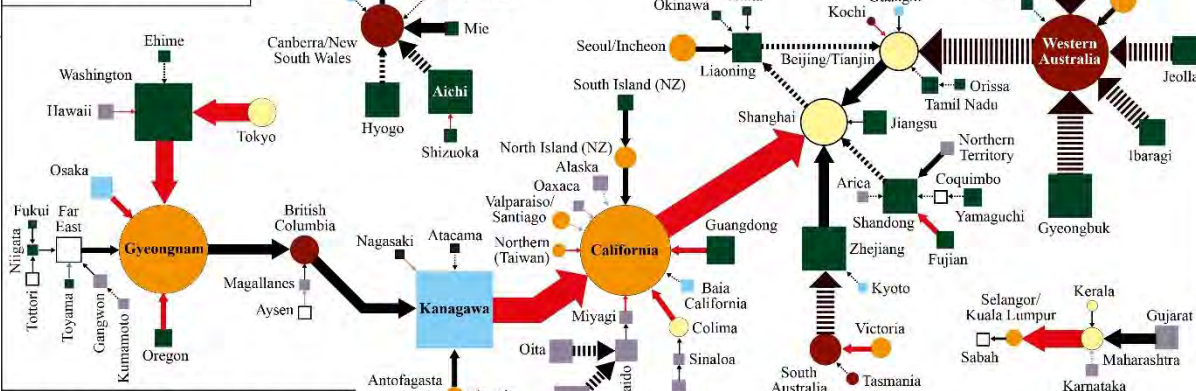 Ehime
Washington
Hawaii
Tokyo
Osaka
Fukui
Far
East
Niigata
Tottori
Toyama
Gangwon
Kumamoto
Gyeongnam
Oregon
British
Columbia
Magallanes
Aysen
Canberra/New
South Wales
Mie
Aichi
Hyogo
Shizuoka
Nagasaki
Atacama
Kanagawa
Antofagasta
Oita
Seoul/Incheon
South Island (NZ)
North Island (NZ)
Alaska
Oaxaca
Valparaiso/
Santiago
Northern
(Taiwan)
California
Guangdong
Baia
California
Miyagi
Colima
Sinaloa
Okinawa
Liaoning
Kochi
Beijing/Tianjin
Orissa
Tamil Nadu
Shanghai
Jiangsu
Northern
Territory
Arica
Coquimbo
Shandong
Yamaguchi
Fujian
Zhejiang
Kyoto
Victoria
South
Australia
Tasmania
Western
Australia
Jeolla
Ibaragi
Gyeongbuk
Selangor/
Kuala Lumpur
Kerala
Gujarat
Sabah
Maharashtra
Karnataka